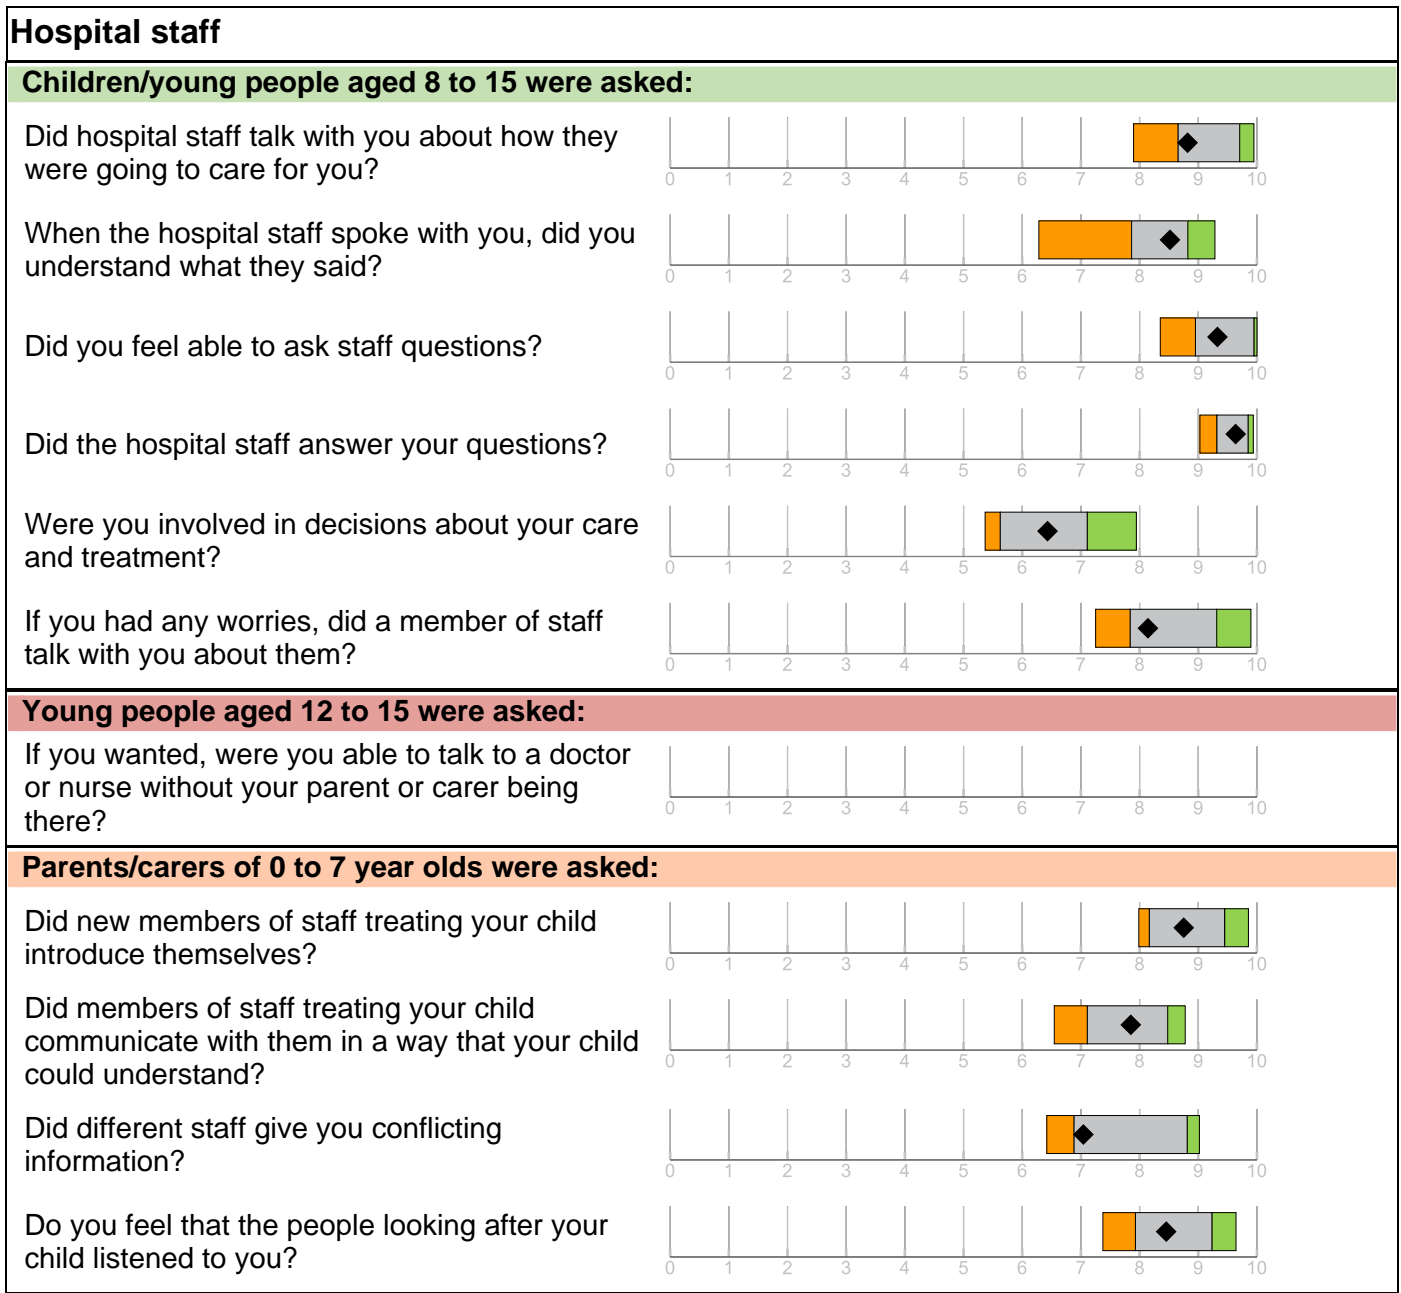 Hospital staff
Children/young people aged 8 to 15 were asked:
Did hospital staff talk with you about how they
were going to care for you?
0 1 2 3 4 5 6 7 8 9 10
When the hospital staff spoke with you, did you
understand what they said?
0 1 2 3 4 5 6 7 8 9 10
Did you feel able to ask staff questions?
0 1 2 3 4 5 6 7 8 9 10
Did the hospital staff answer your questions?
0 1 2 3 4 5 6 7 8 9 10
Were you involved in decisions about your care
and treatment?
0 1 2 3 4 5 6 7 8 9 10
If you had any worries, did a member of staff
talk with you about them?
0 1 2 3 4 5 6 7 8 9 10
Young people aged 12 to 15 were asked:
If you wanted, were you able to talk to a doctor
or nurse without your parent or carer being
there?
0 1 2 3 4 5 6 7 8 9 10
Parents/carers of 0 to 7 year olds were asked:
Did new members of staff treating your child
introduce themselves?
0 1 2 3 4 5 6 7 8 9 10
Did members of staff treating your child
communicate with them in a way that your child
could understand?
0 1 2 3 4 5 6 7 8 9 10
Did different staff give you conflicting
information?
0 1 2 3 4 5 6 7 8 9 10
Do you feel that the people looking after your
child listened to you?
0 1 2 3 4 5 6 7 8 9 10